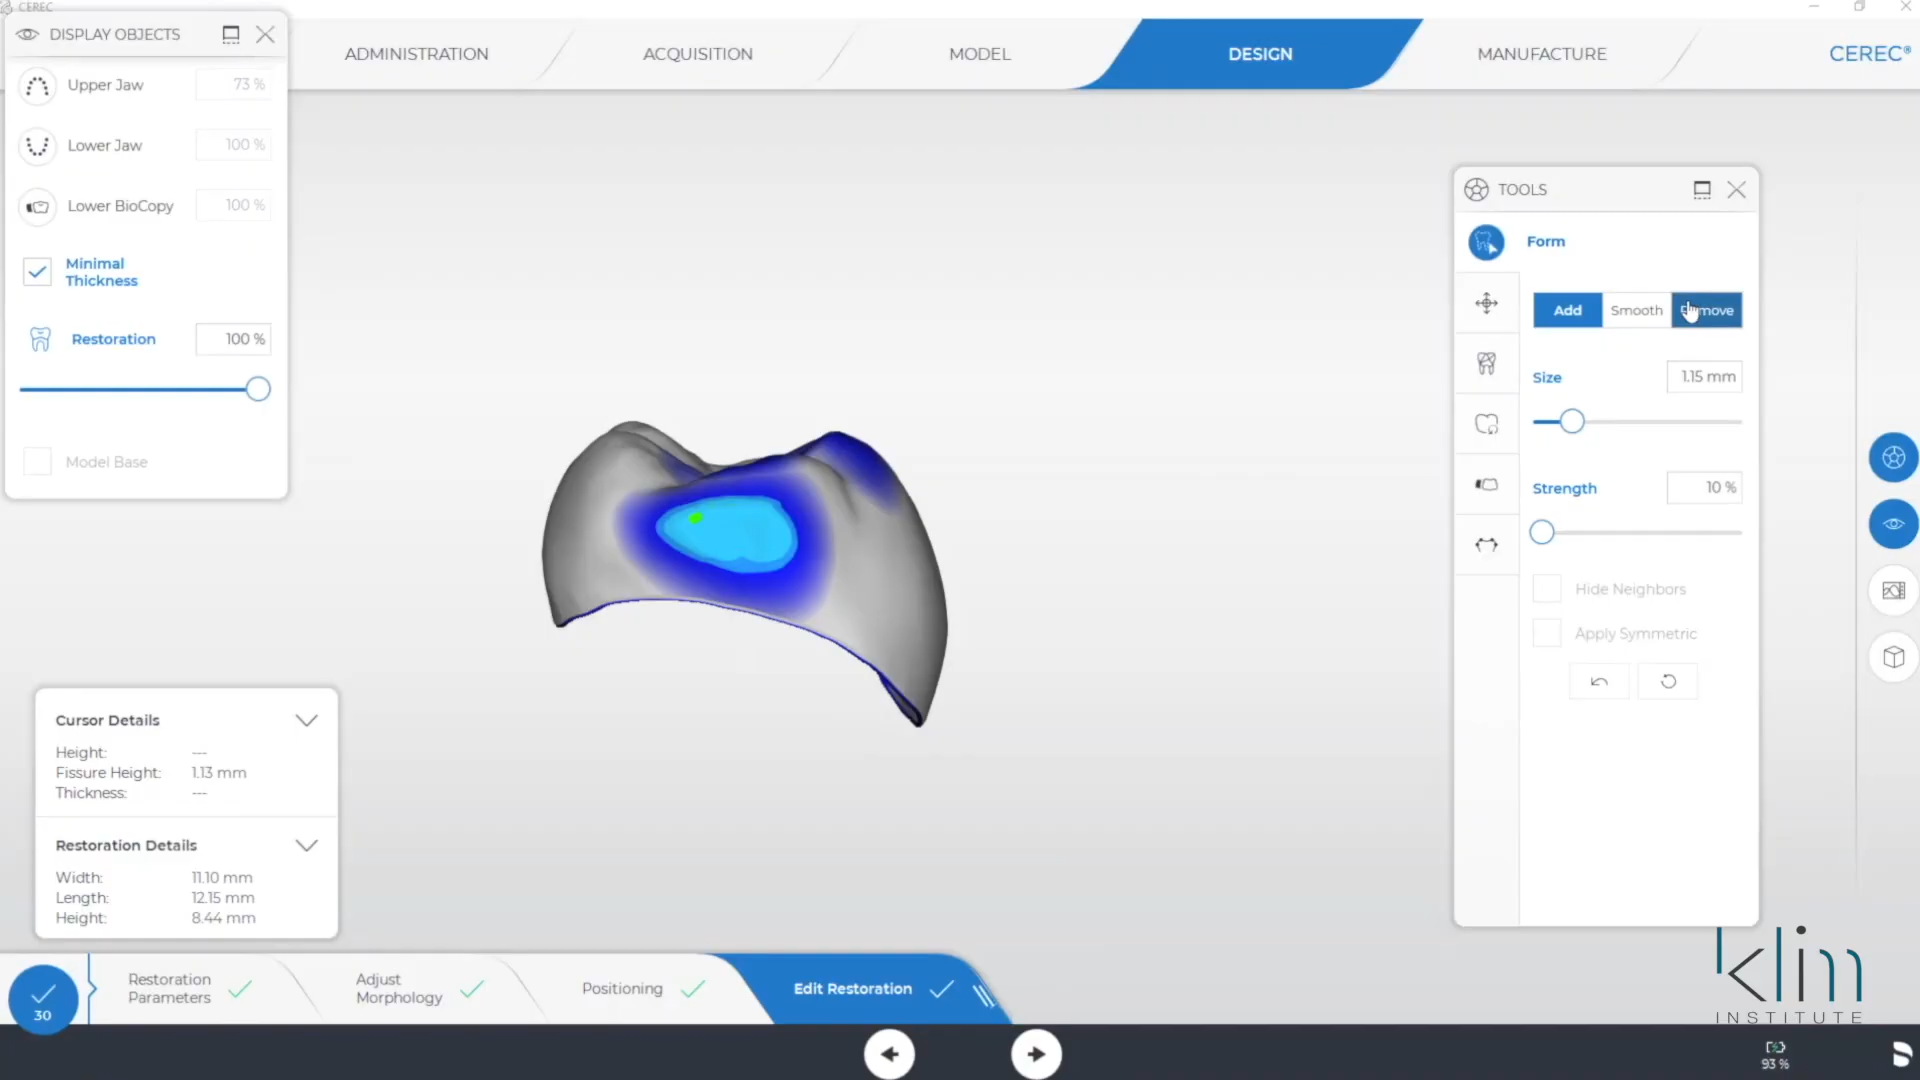 CEREC
DISPLAY OBJECTS
Upper Jaw 73 %
Lower Jaw 100 %
Lower BioCopy 100 %
Minimal
Thickness
Restoration 100 %
Model Base
ADMINISTRATION
ACQUISITION
MODEL
DESIGN
MANUFACTURE
CEREC®
TOOLS
Form
Add Smooth
Size 1.15 mm
Strength 10 %
Hide Neighbors
Apply Symmetric
Cursor Details
Height: ---
Fissure Height: 1.13 mm
Thickness: ---
Restoration Details
Width: 11.10 mm
Length: 12.15 mm
Height: 8.44 mm
30
Restoration
Parameters
Adjust
Morphology
Positioning
Edit Restoration
klim
INSTITUTE
93 %